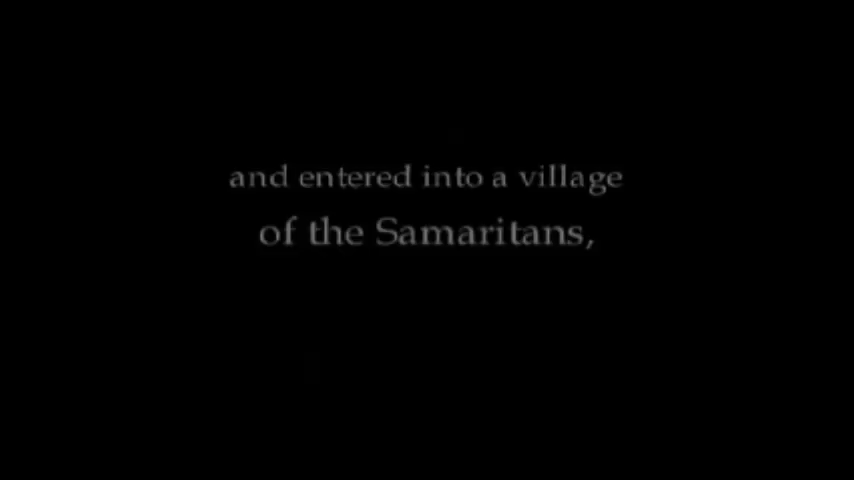 and entered into a village
of the Samaritans,